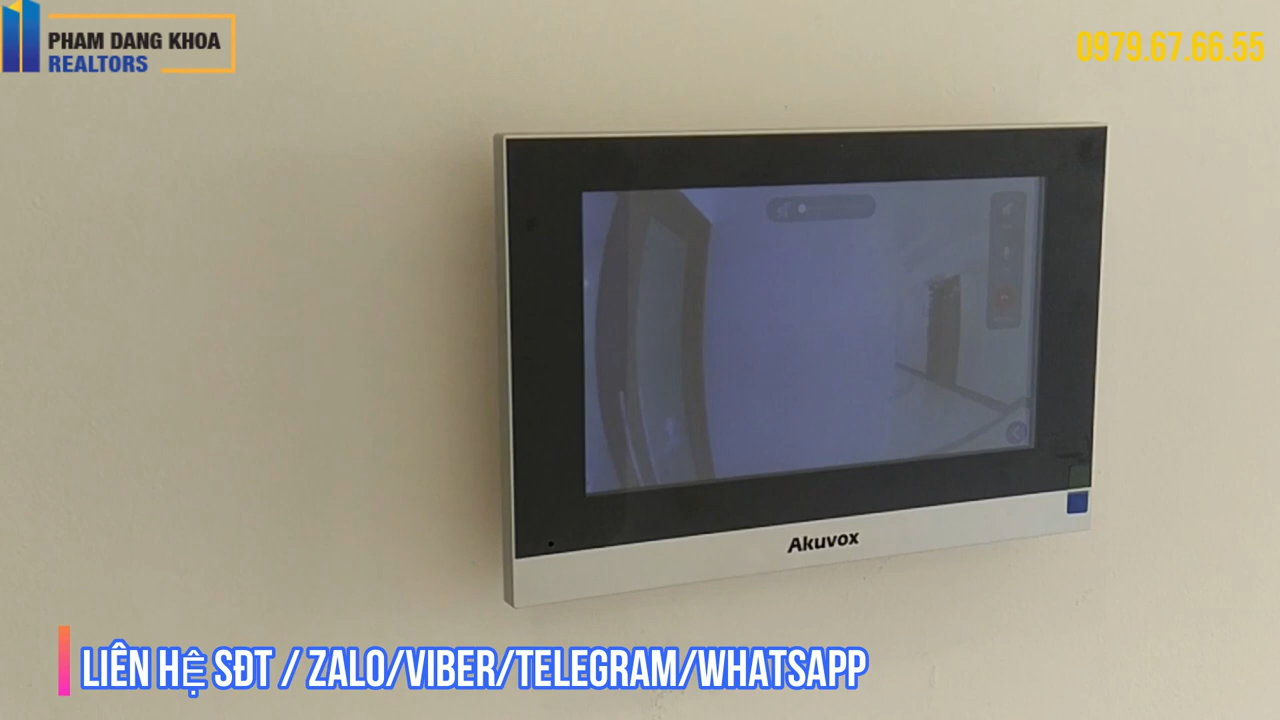 PHAM DANG KHOA
REALTORS
0979.67.66.55
Akuvox
LIÊN HỆ SĐT / ZALO/VIBER/TELEGRAM/WHATSAPP